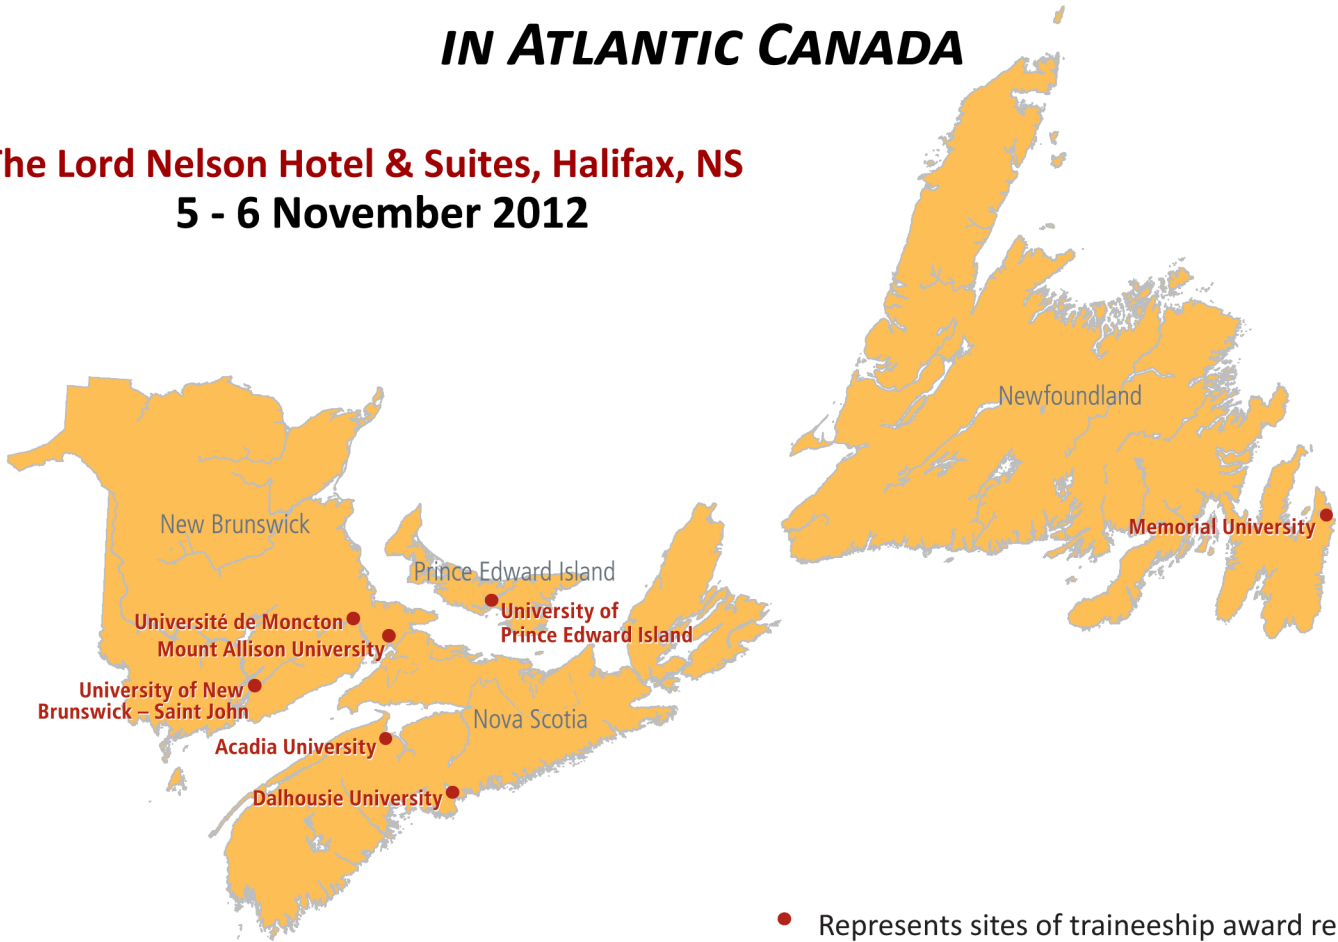 IN ATLANTIC CANADA
The Lord Nelson Hotel & Suites, Halifax, NS
5 - 6 November 2012
Newfoundland
New Brunswick
Memorial University
Prince Edward Island
University of
Prince Edward Island
Université de Moncton
Mount Allison University
University of New
Brunswick – Saint John
Nova Scotia
Acadia University
Dalhousie University
Represents sites of traineeship award re